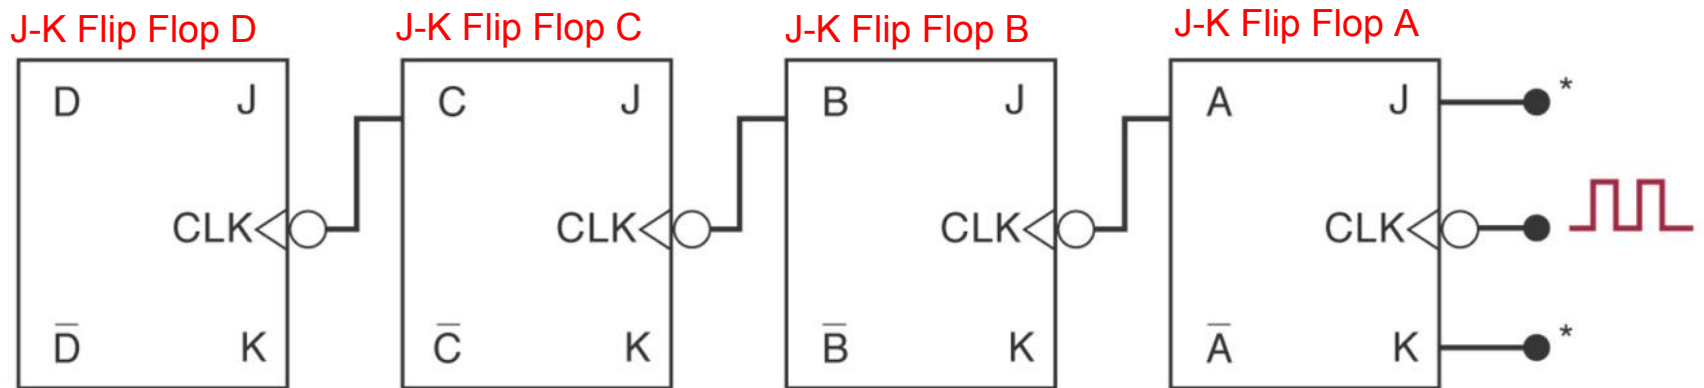 J-K Flip Flop D
J-K Flip Flop C
J-K Flip Flop B
J-K Flip Flop A
D J
CLK
D̅ K
C J
CLK
C̅ K
B J
CLK
B̅ K
A J *
CLK
A̅ K *